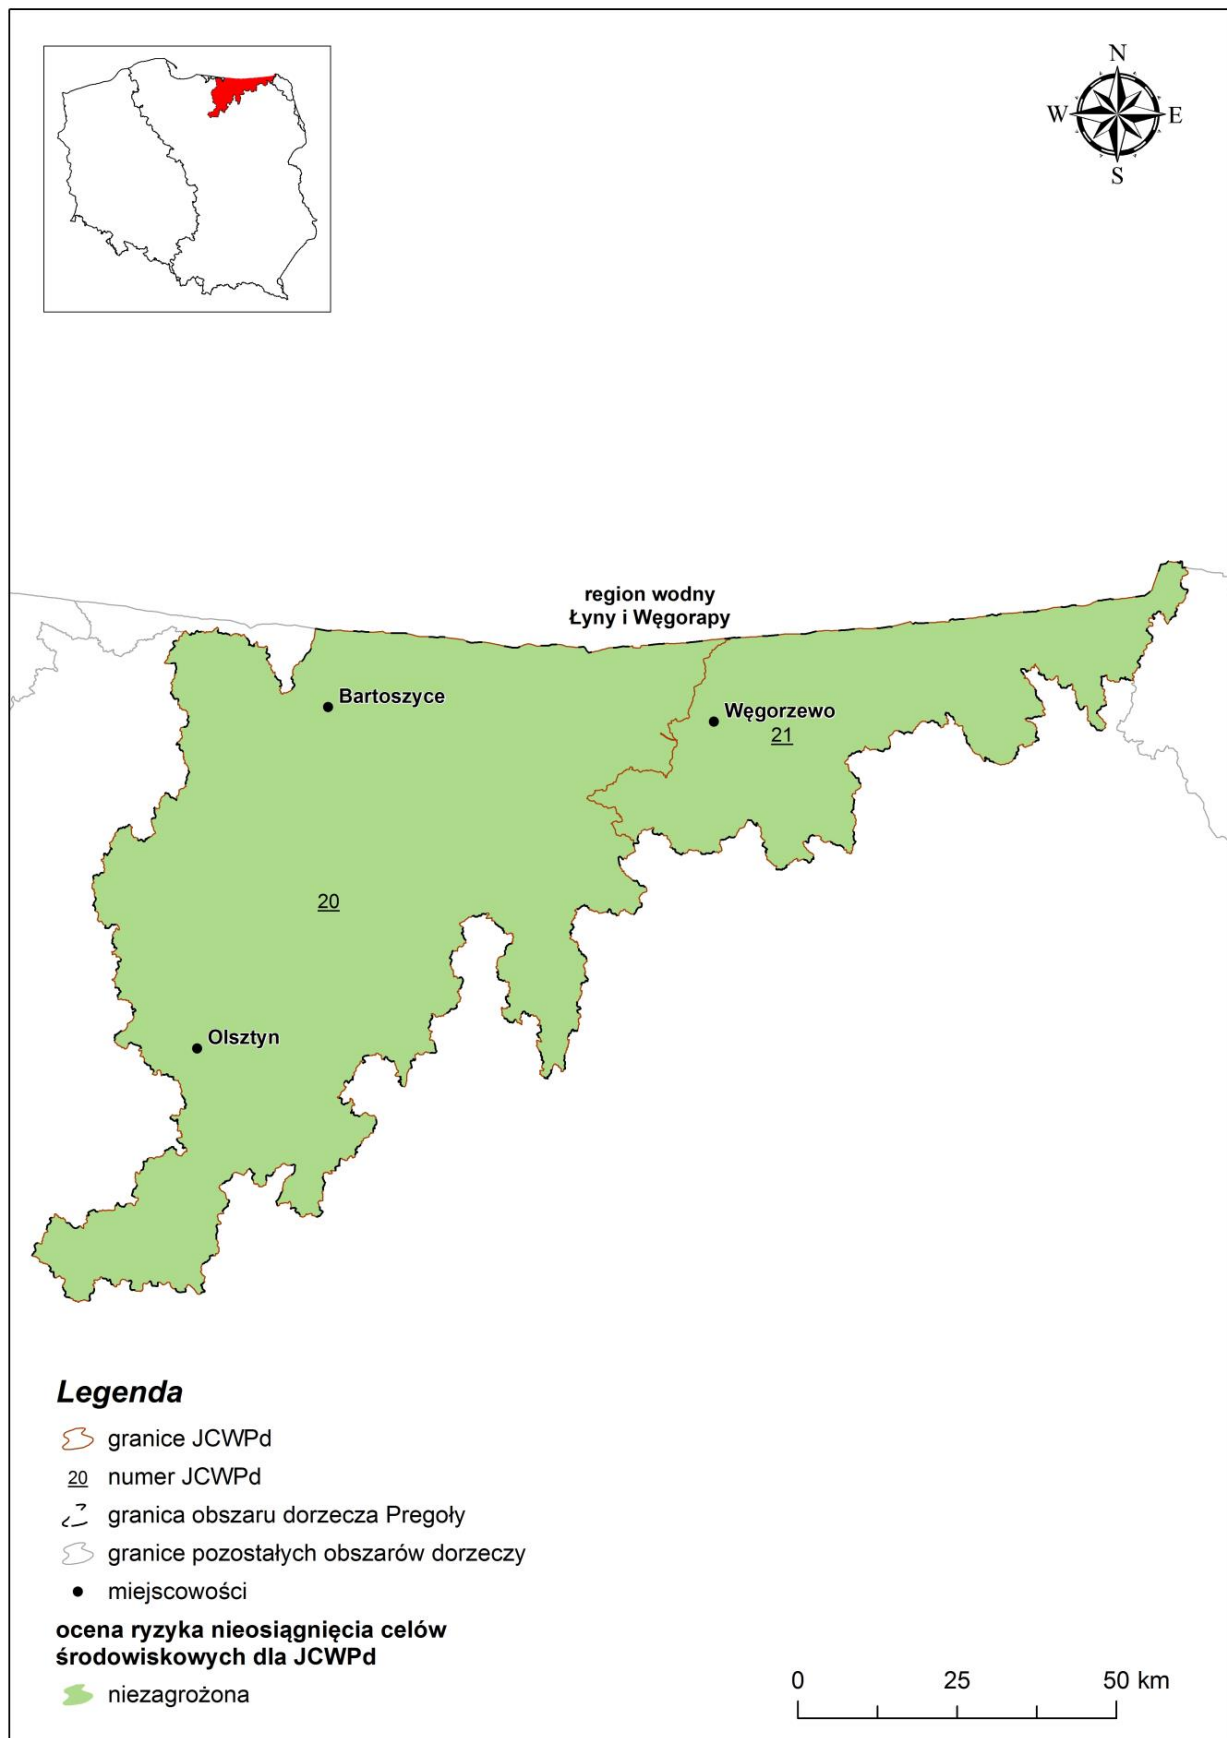 N
W E
S
region wodny
Łyny i Węgorapy
Bartoszyce
Węgorzewo
21
20
Olsztyn
Legenda
granice JCWPd
20 numer JCWPd
granica obszaru dorzecza Pregoły
granice pozostałych obszarów dorzeczy
miejscowości
ocena ryzyka nieosiągnięcia celów
środowiskowych dla JCWPd
niezagrożona
0 25 50 km